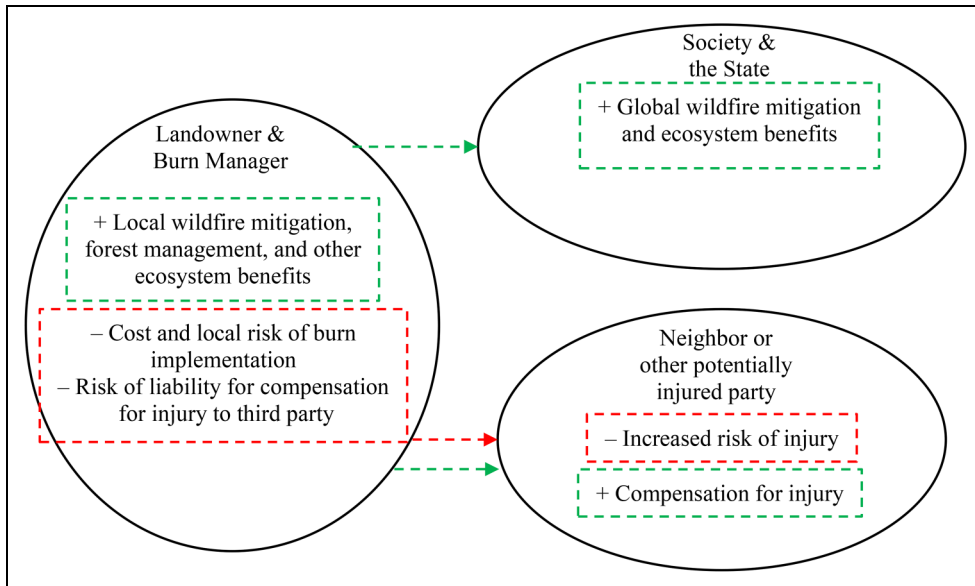 Landowner &
Burn Manager
+ Local wildfire mitigation,
forest management, and other
ecosystem benefits
– Cost and local risk of burn
implementation
– Risk of liability for compensation
for injury to third party
Society &
the State
+ Global wildfire mitigation
and ecosystem benefits
Neighbor or
other potentially
injured party
– Increased risk of injury
+ Compensation for injury